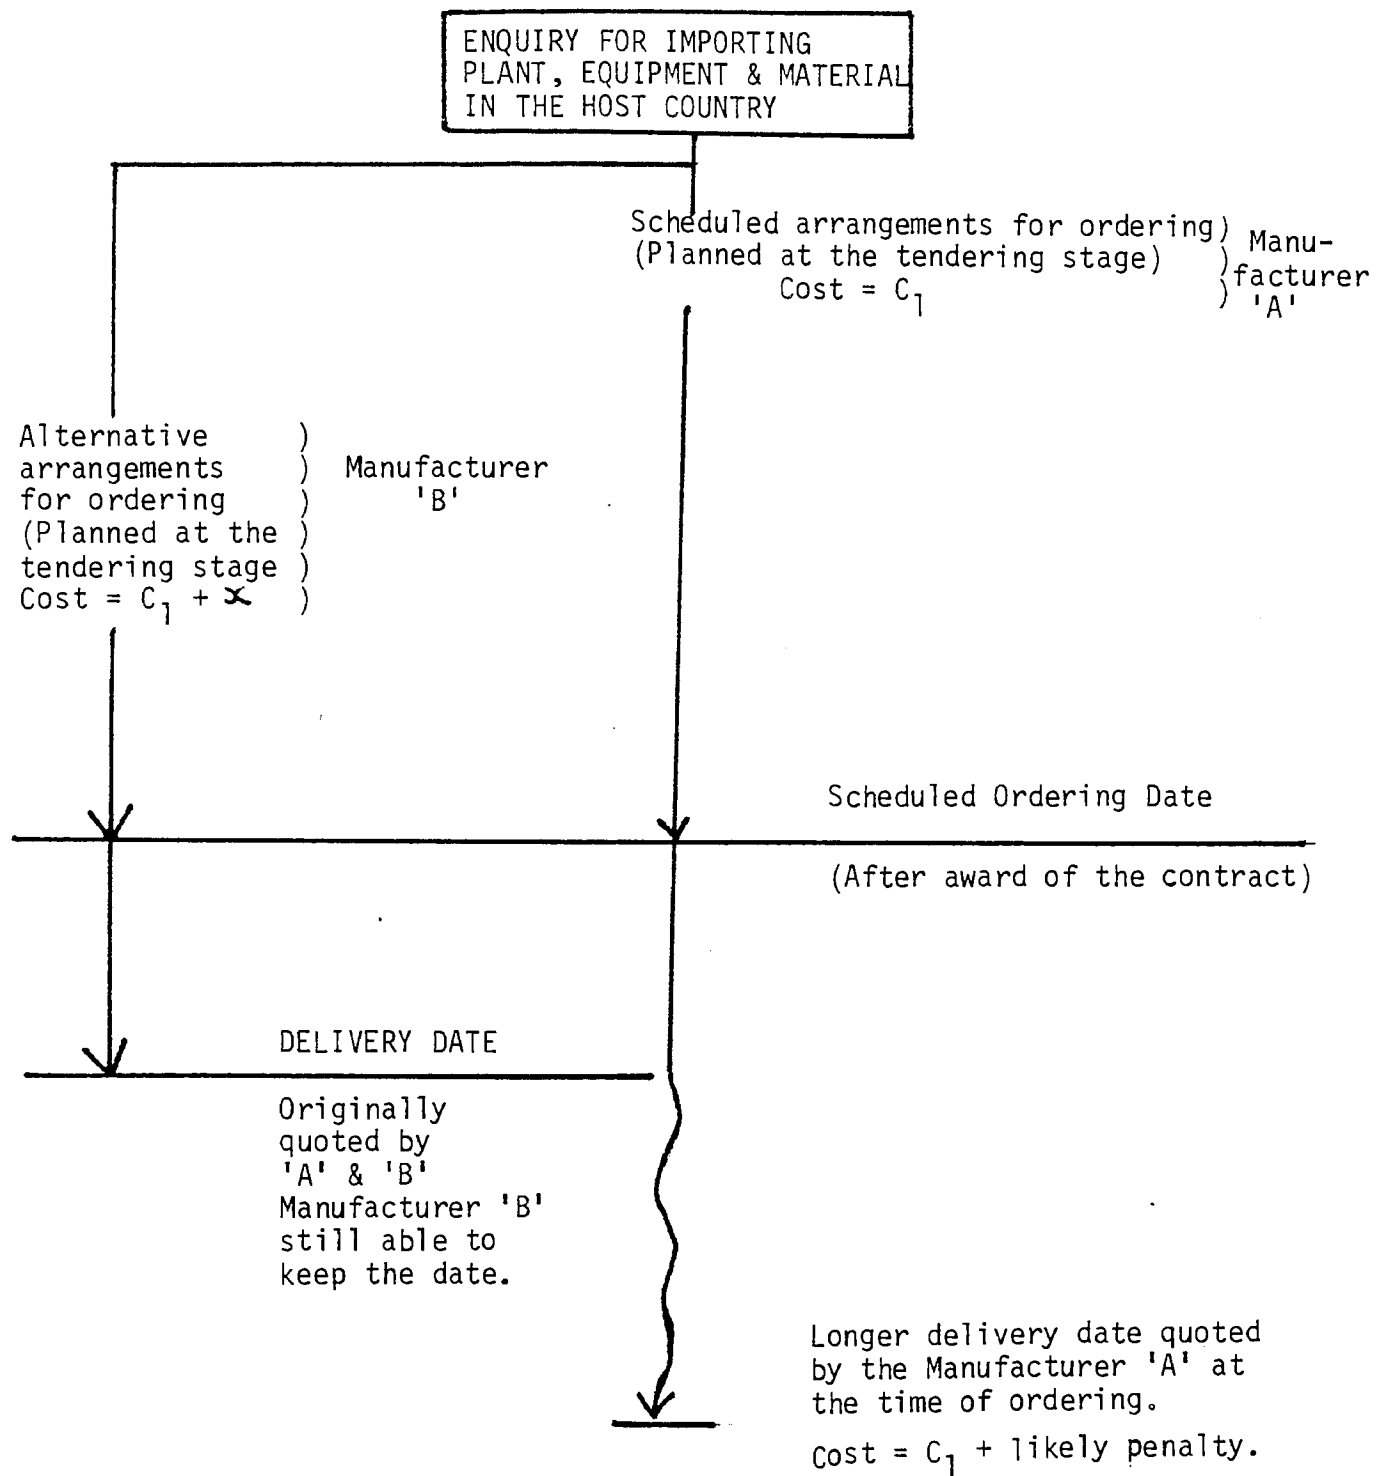 ENQUIRY FOR IMPORTING
PLANT, EQUIPMENT & MATERIAL
IN THE HOST COUNTRY
Scheduled arrangements for ordering)
(Planned at the tendering stage) )
Cost = C₁ )
Manu-
facturer
'A'
Alternative )
arrangements )
for ordering )
(Planned at the )
tendering stage )
Cost = C₁ + x )
Manufacturer
'B'
Scheduled Ordering Date
(After award of the contract)
DELIVERY DATE
Originally
quoted by
'A' & 'B'
Manufacturer 'B'
still able to
keep the date.
Longer delivery date quoted
by the Manufacturer 'A' at
the time of ordering.
Cost = C₁ + likely penalty.